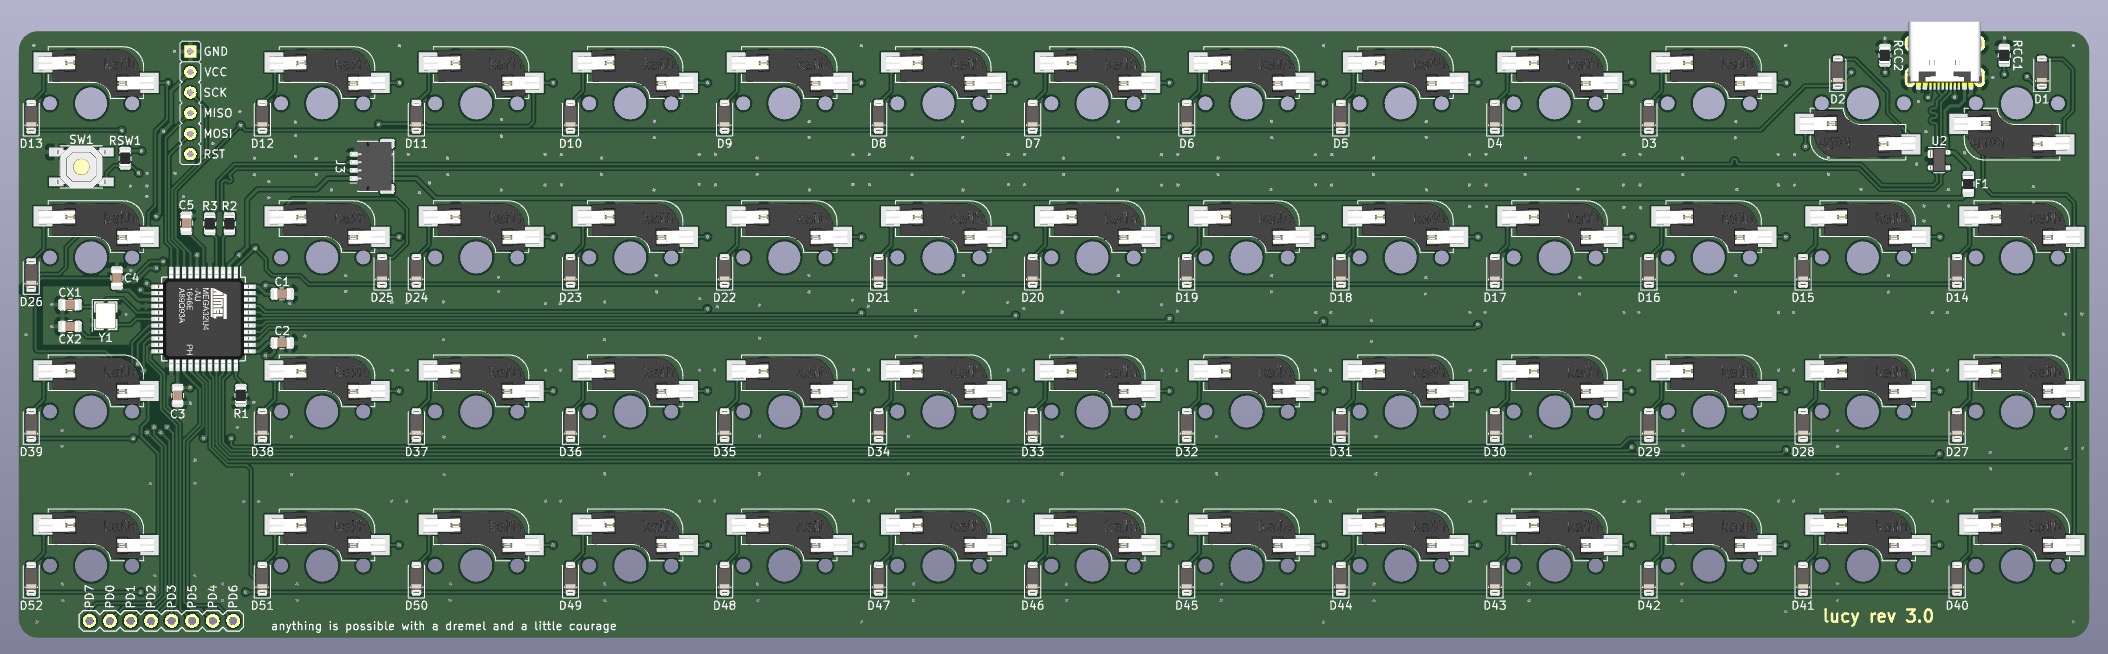 GND
VCC
SCK
MISO
MOSI
RST
RCC2
RCC1
D2
D1
D13
SW1
RSW1
D12
D11
D10
D9
D8
D7
D6
D5
D4
D3
J3
U2
F1
C5
R3
R2
D26
C4
CX1
CX2
Y1
C1
C2
ATMEL
MEGA32U4
-AU
PH
D25
D24
D23
D22
D21
D20
D19
D18
D17
D16
D15
D14
C3
R1
D39
D38
D37
D36
D35
D34
D33
D32
D31
D30
D29
D28
D27
D52
PD7
PD0
PD1
PD2
PD3
PD5
PD4
PD6
D51
D50
D49
D48
D47
D46
D45
D44
D43
D42
D41
D40
anything is possible with a dremel and a little courage
lucy rev 3.0